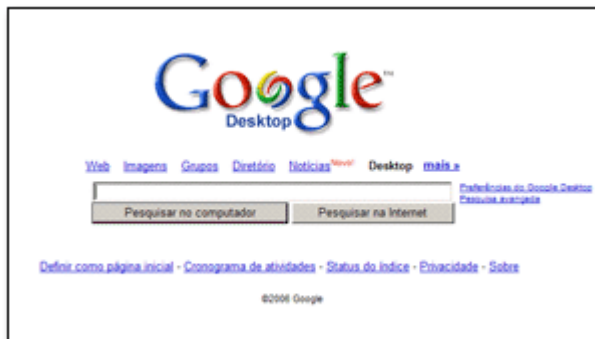 Google™
Desktop
Web Imagens Grupos Diretório Notícias Novo! Desktop mais »
Preferências do Google Desktop
Pesquisa avançada
Pesquisar no computador Pesquisar na Internet
Definir como página inicial - Cronograma de atividades - Status do índice - Privacidade - Sobre
©2006 Google